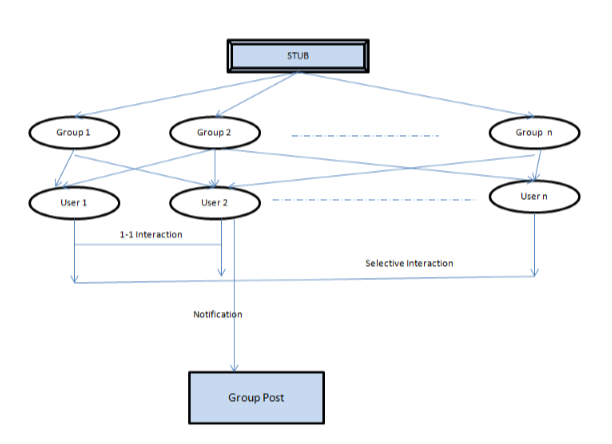 STUB
Group 1
Group 2
Group n
User 1
User 2
User n
1-1 Interaction
Selective Interaction
Notification
Group Post